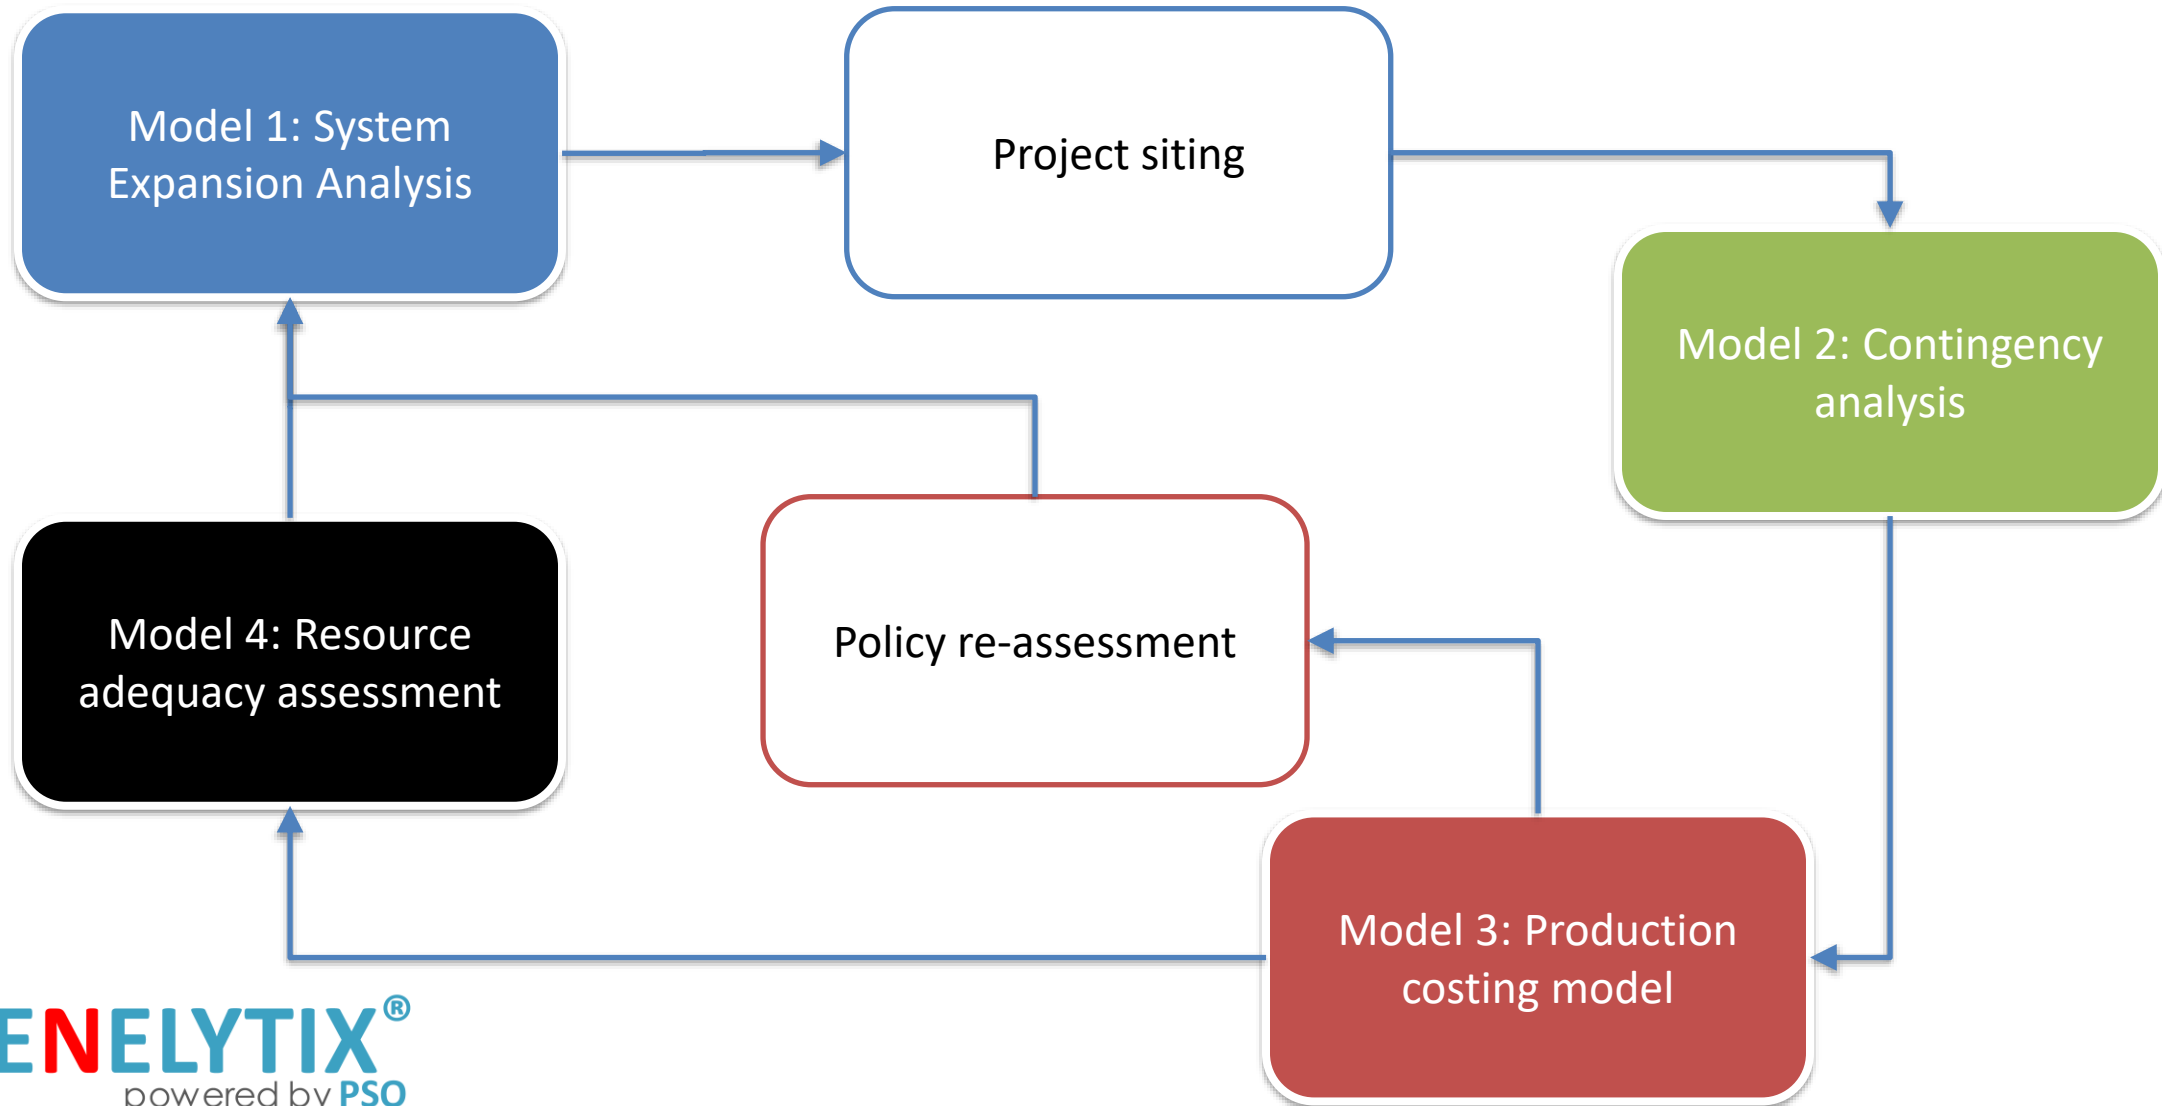 Model 1: System
Expansion Analysis
Project siting
Model 2: Contingency
analysis
Model 4: Resource
adequacy assessment
Policy re-assessment
Model 3: Production
costing model
ENELYTIX®
powered by PSO